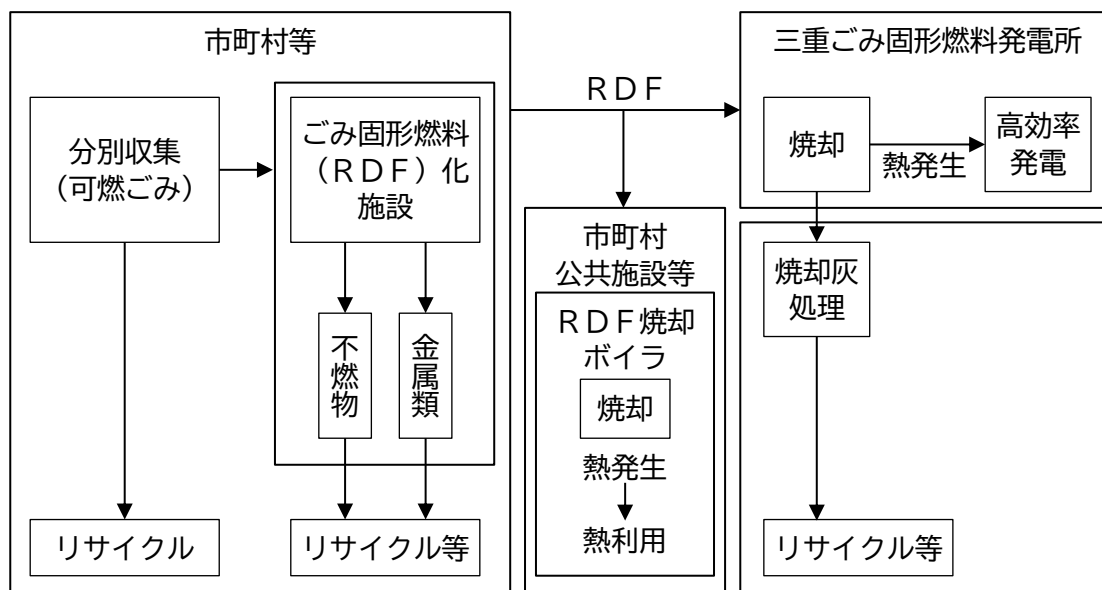 市町村等
分別収集
（可燃ごみ）
ごみ固形燃料
（ＲＤＦ）化
施設
不燃物
金属類
リサイクル
リサイクル等
ＲＤＦ
市町村
公共施設等
ＲＤＦ焼却
ボイラ
焼却
熱発生
熱利用
三重ごみ固形燃料発電所
焼却
熱発生
高効率
発電
焼却灰
処理
リサイクル等